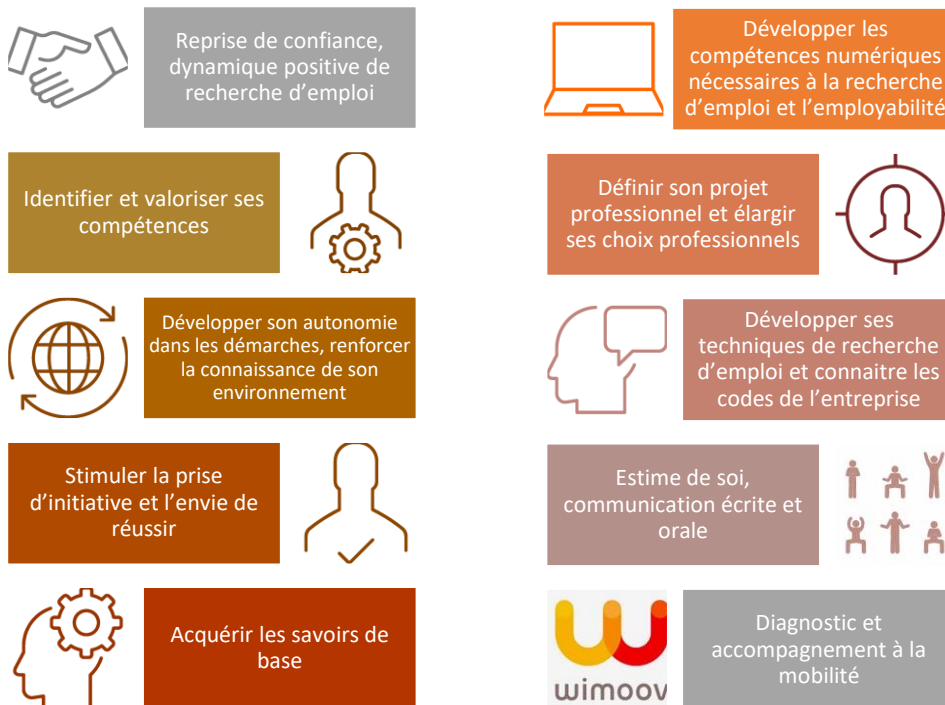 Reprise de confiance,
dynamique positive de
recherche d'emploi
Développer les
compétences numériques
nécessaires à la recherche
d'emploi et l'employabilité
Identifier et valoriser ses
compétences
Définir son projet
professionnel et élargir
ses choix professionnels
Développer son autonomie
dans les démarches, renforcer
la connaissance de son
environnement
Développer ses
techniques de recherche
d'emploi et connaitre les
codes de l'entreprise
Stimuler la prise
d'initiative et l'envie de
réussir
Estime de soi,
communication écrite et
orale
Acquérir les savoirs de
base
wimoov
Diagnostic et
accompagnement à la
mobilité